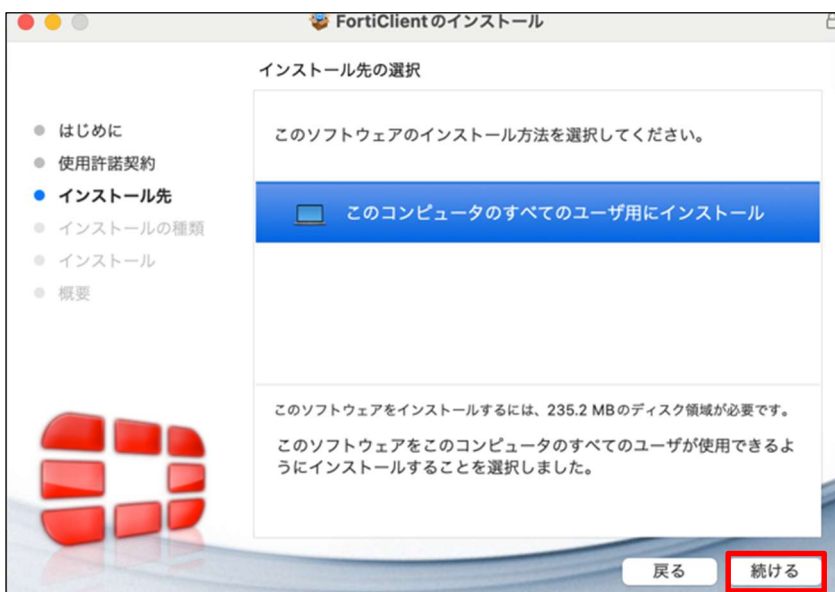 FortiClientのインストール
インストール先の選択
はじめに
使用許諾契約
インストール先
インストールの種類
インストール
概要
このソフトウェアのインストール方法を選択してください。
このコンピュータのすべてのユーザ用にインストール
このソフトウェアをインストールするには、235.2 MBのディスク領域が必要です。
このソフトウェアをこのコンピュータのすべてのユーザが使用できるよ
うにインストールすることを選択しました。
戻る
続ける